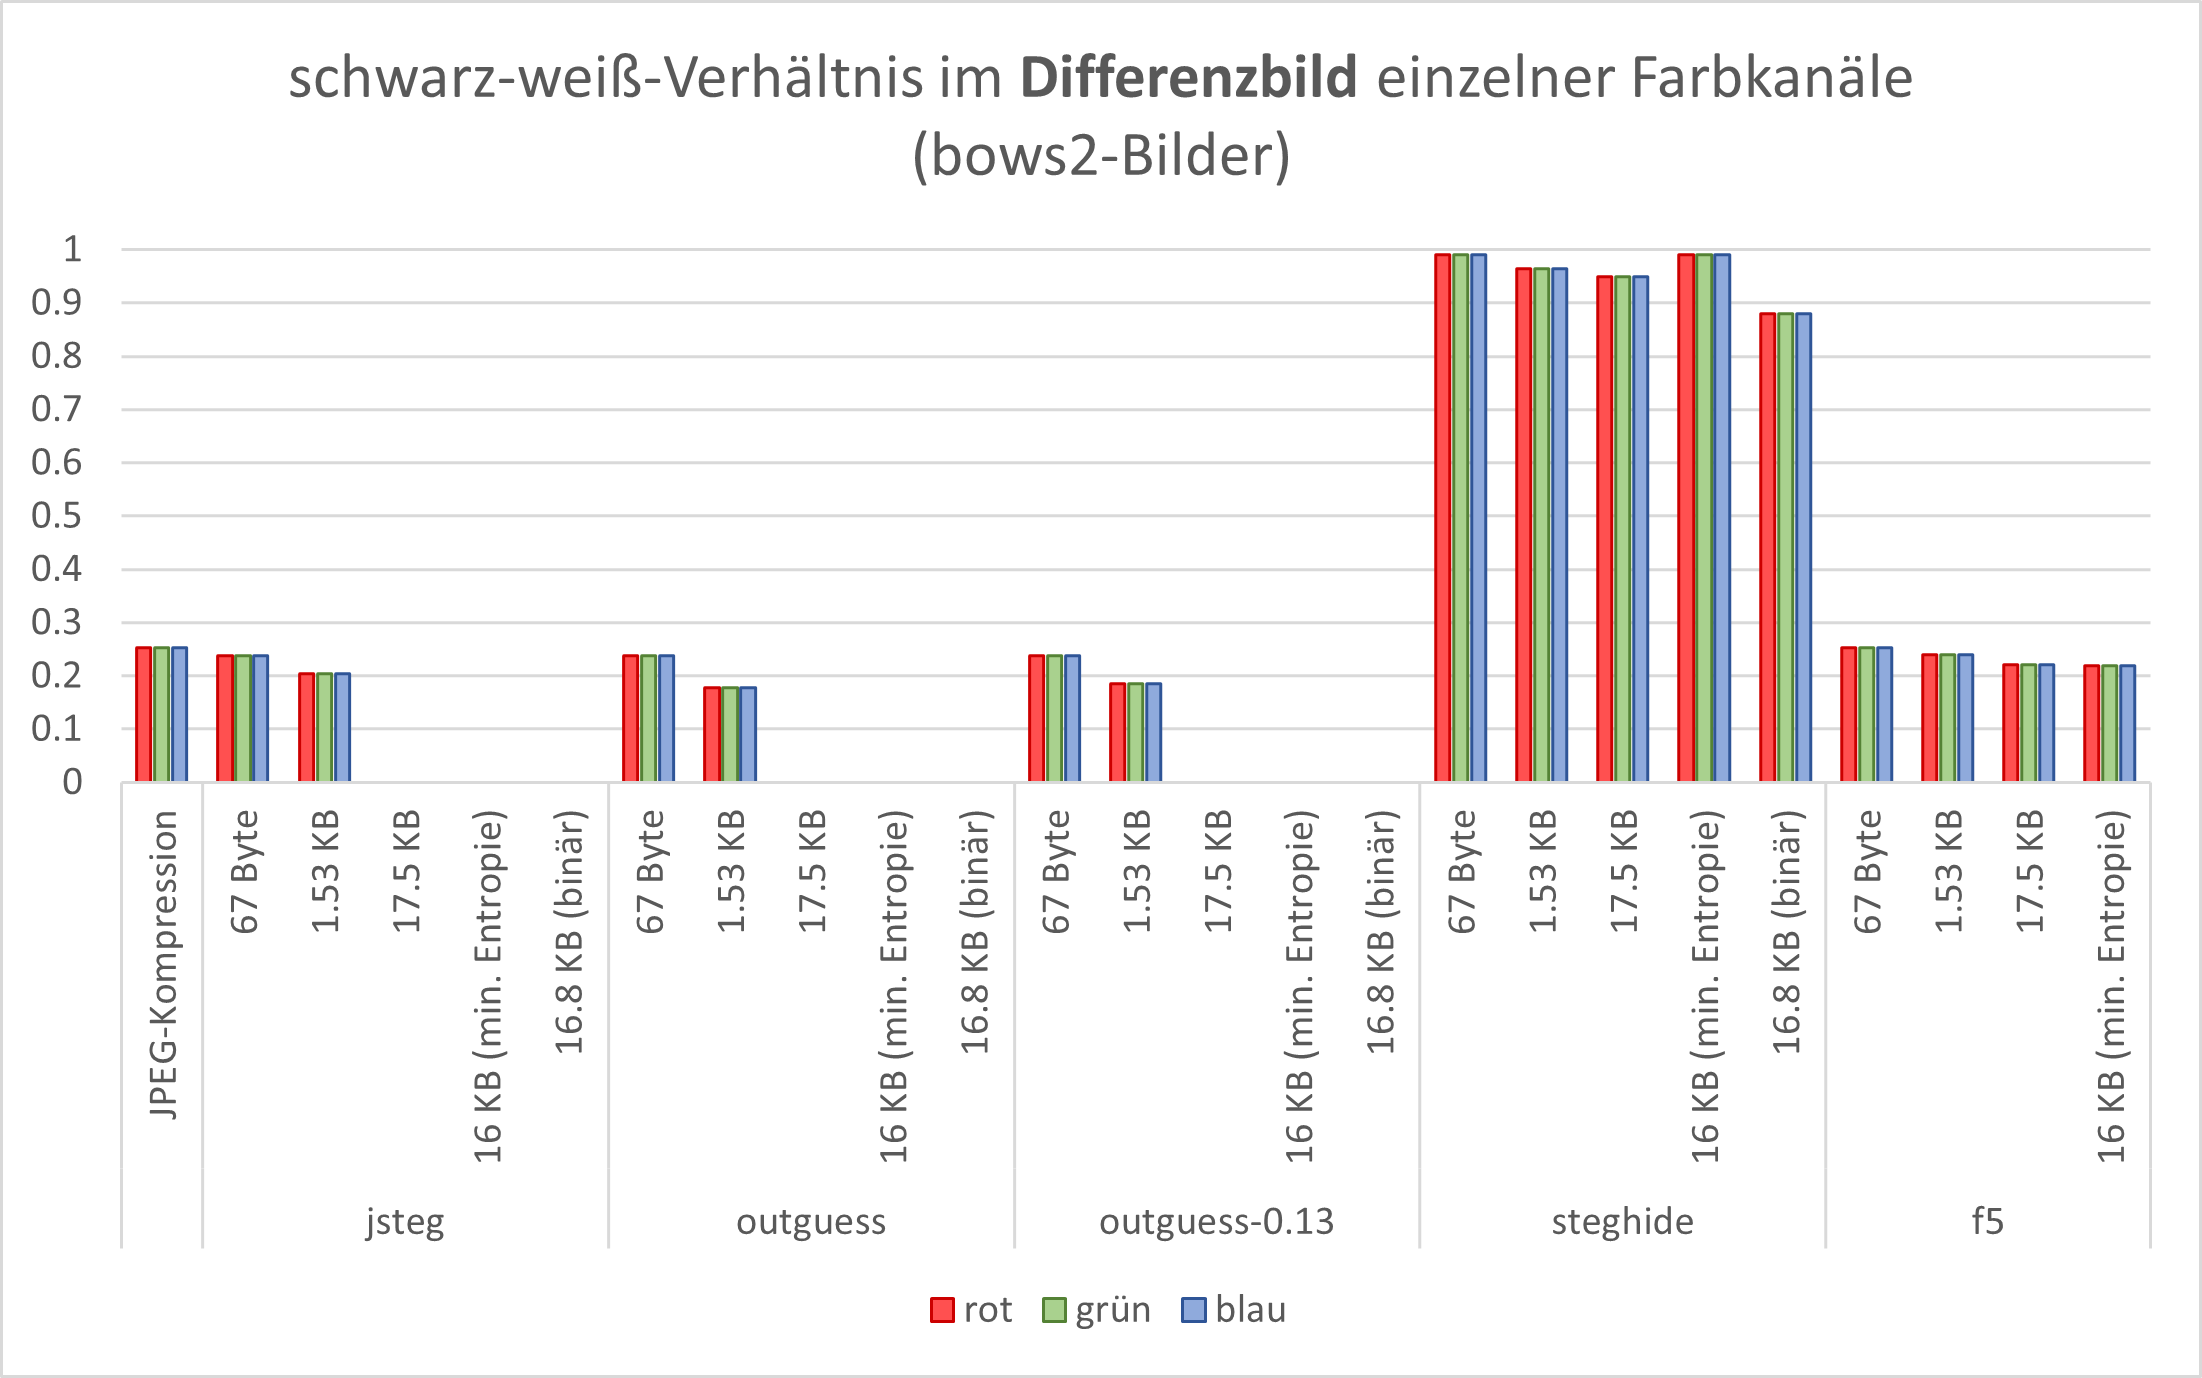 schwarz-weiß-Verhältnis im Differenzbild einzelner Farbkanäle
(bows2-Bilder)
1
0.9
0.8
0.7
0.6
0.5
0.4
0.3
0.2
0.1
0
JPEG-Kompression
67 Byte
1.53 KB
17.5 KB
16 KB (min. Entropie)
16.8 KB (binär)
67 Byte
1.53 KB
17.5 KB
16 KB (min. Entropie)
16.8 KB (binär)
67 Byte
1.53 KB
17.5 KB
16 KB (min. Entropie)
16.8 KB (binär)
67 Byte
1.53 KB
17.5 KB
16 KB (min. Entropie)
16.8 KB (binär)
67 Byte
1.53 KB
17.5 KB
16 KB (min. Entropie)
jsteg
outguess
outguess-0.13
steghide
f5
rot
grün
blau